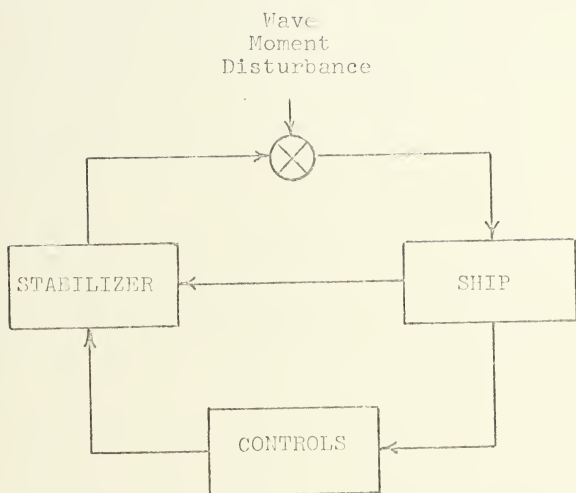 Wave
Moment
Disturbance
STABILIZER
SHIP
CONTROLS